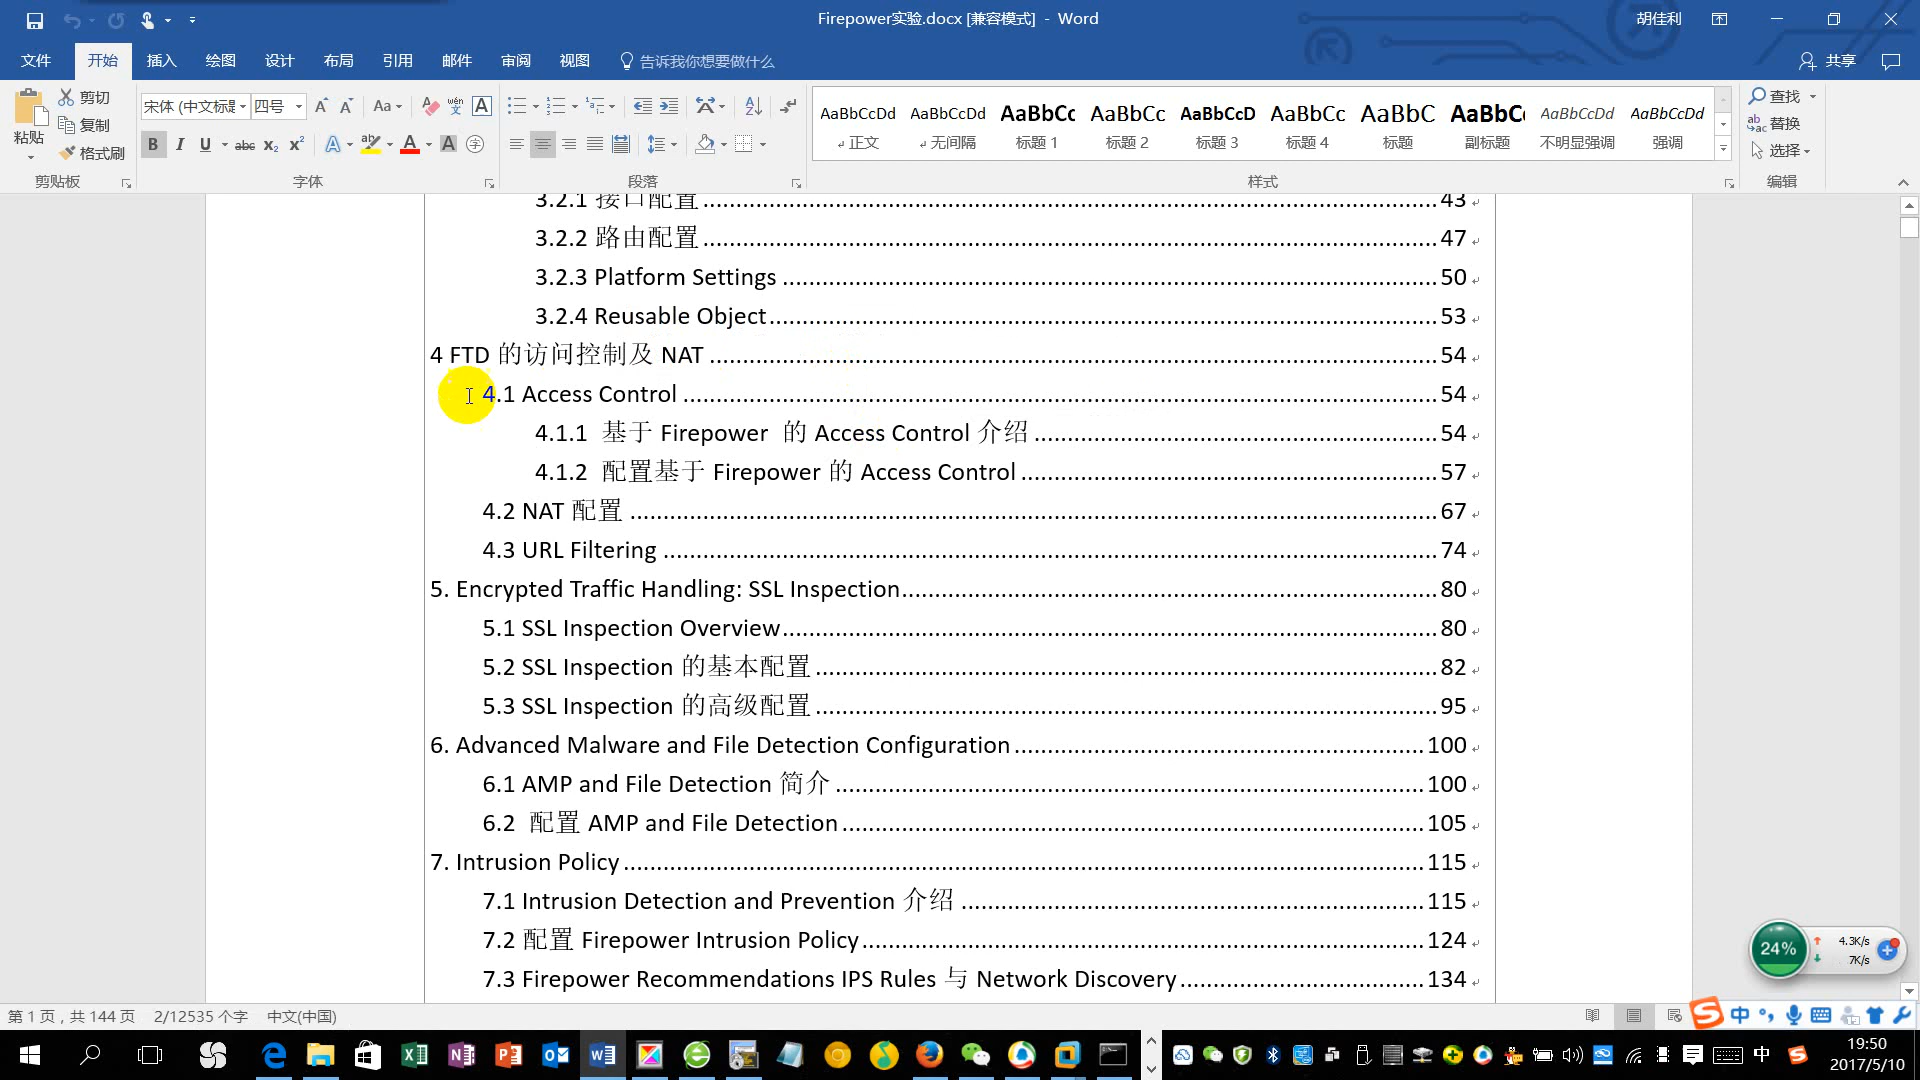 Firepower实验.docx [兼容模式] - Word
胡佳利
文件 开始 插入 绘图 设计 布局 引用 邮件 审阅 视图 告诉我你想要做什么
共享
粘贴
剪切
复制
格式刷
宋体 (中文标题 四号
Aa
AaBbCcDd AaBbCcDd AaBbCc AaBbCc AaBbCcD AaBbCc AaBbC AaBbC AaBbCcDd AaBbCcDd
正文 无间隔 标题 1 标题 2 标题 3 标题 4 标题 副标题 不明显强调 强调
查找
替换
选择
剪贴板 字体 段落 样式 编辑
3.2.1 接口配置 43
3.2.2 路由配置 47
3.2.3 Platform Settings 50
3.2.4 Reusable Object 53
4 FTD 的访问控制及 NAT 54
4.1 Access Control 54
4.1.1 基于 Firepower 的 Access Control 介绍 54
4.1.2 配置基于 Firepower 的 Access Control 57
4.2 NAT 配置 67
4.3 URL Filtering 74
5. Encrypted Traffic Handling: SSL Inspection 80
5.1 SSL Inspection Overview 80
5.2 SSL Inspection 的基本配置 82
5.3 SSL Inspection 的高级配置 95
6. Advanced Malware and File Detection Configuration 100
6.1 AMP and File Detection 简介 100
6.2 配置 AMP and File Detection 105
7. Intrusion Policy 115
7.1 Intrusion Detection and Prevention 介绍 115
7.2 配置 Firepower Intrusion Policy 124
7.3 Firepower Recommendations IPS Rules 与 Network Discovery 134
24%
4.3K/s
7K/s
第 1 页，共 144 页 2/12535 个字 中文(中国)
中
中
19:50
2017/5/10